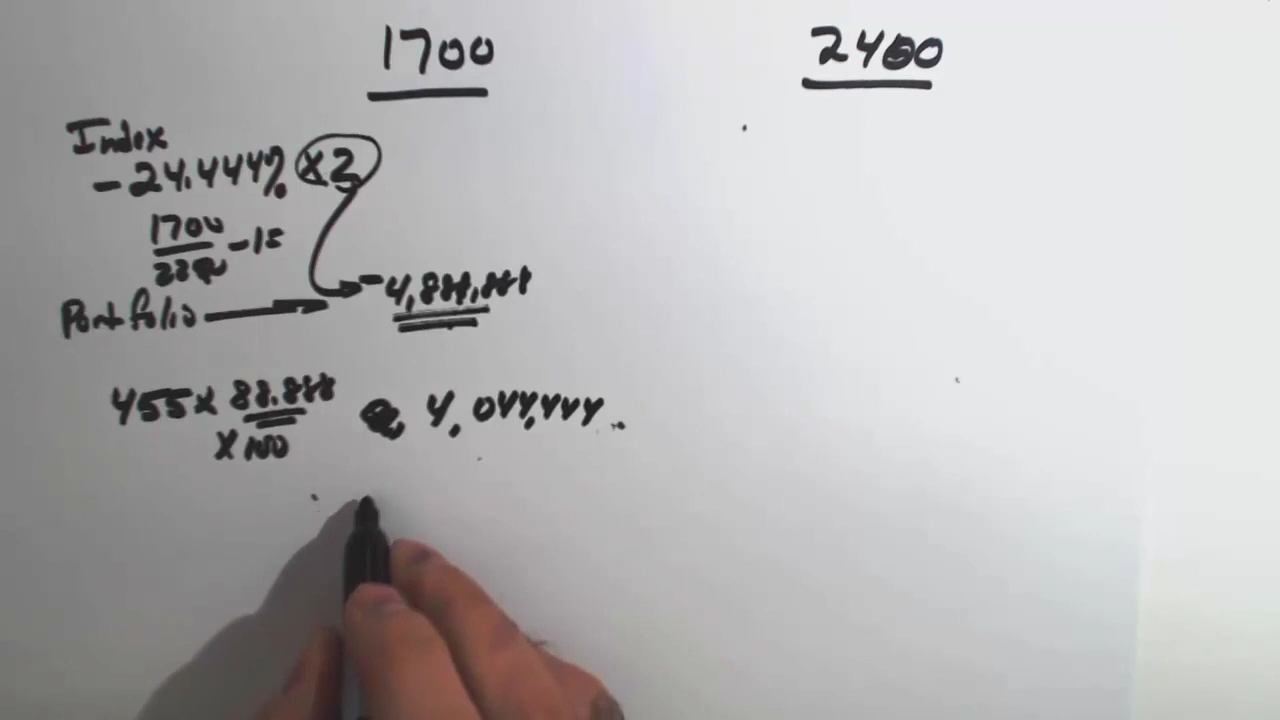 1700
2400
Index
-24.444% x2
1700
-1=
Portfolio
-4,888,888
455 x 88.888
x 100
4,044,444